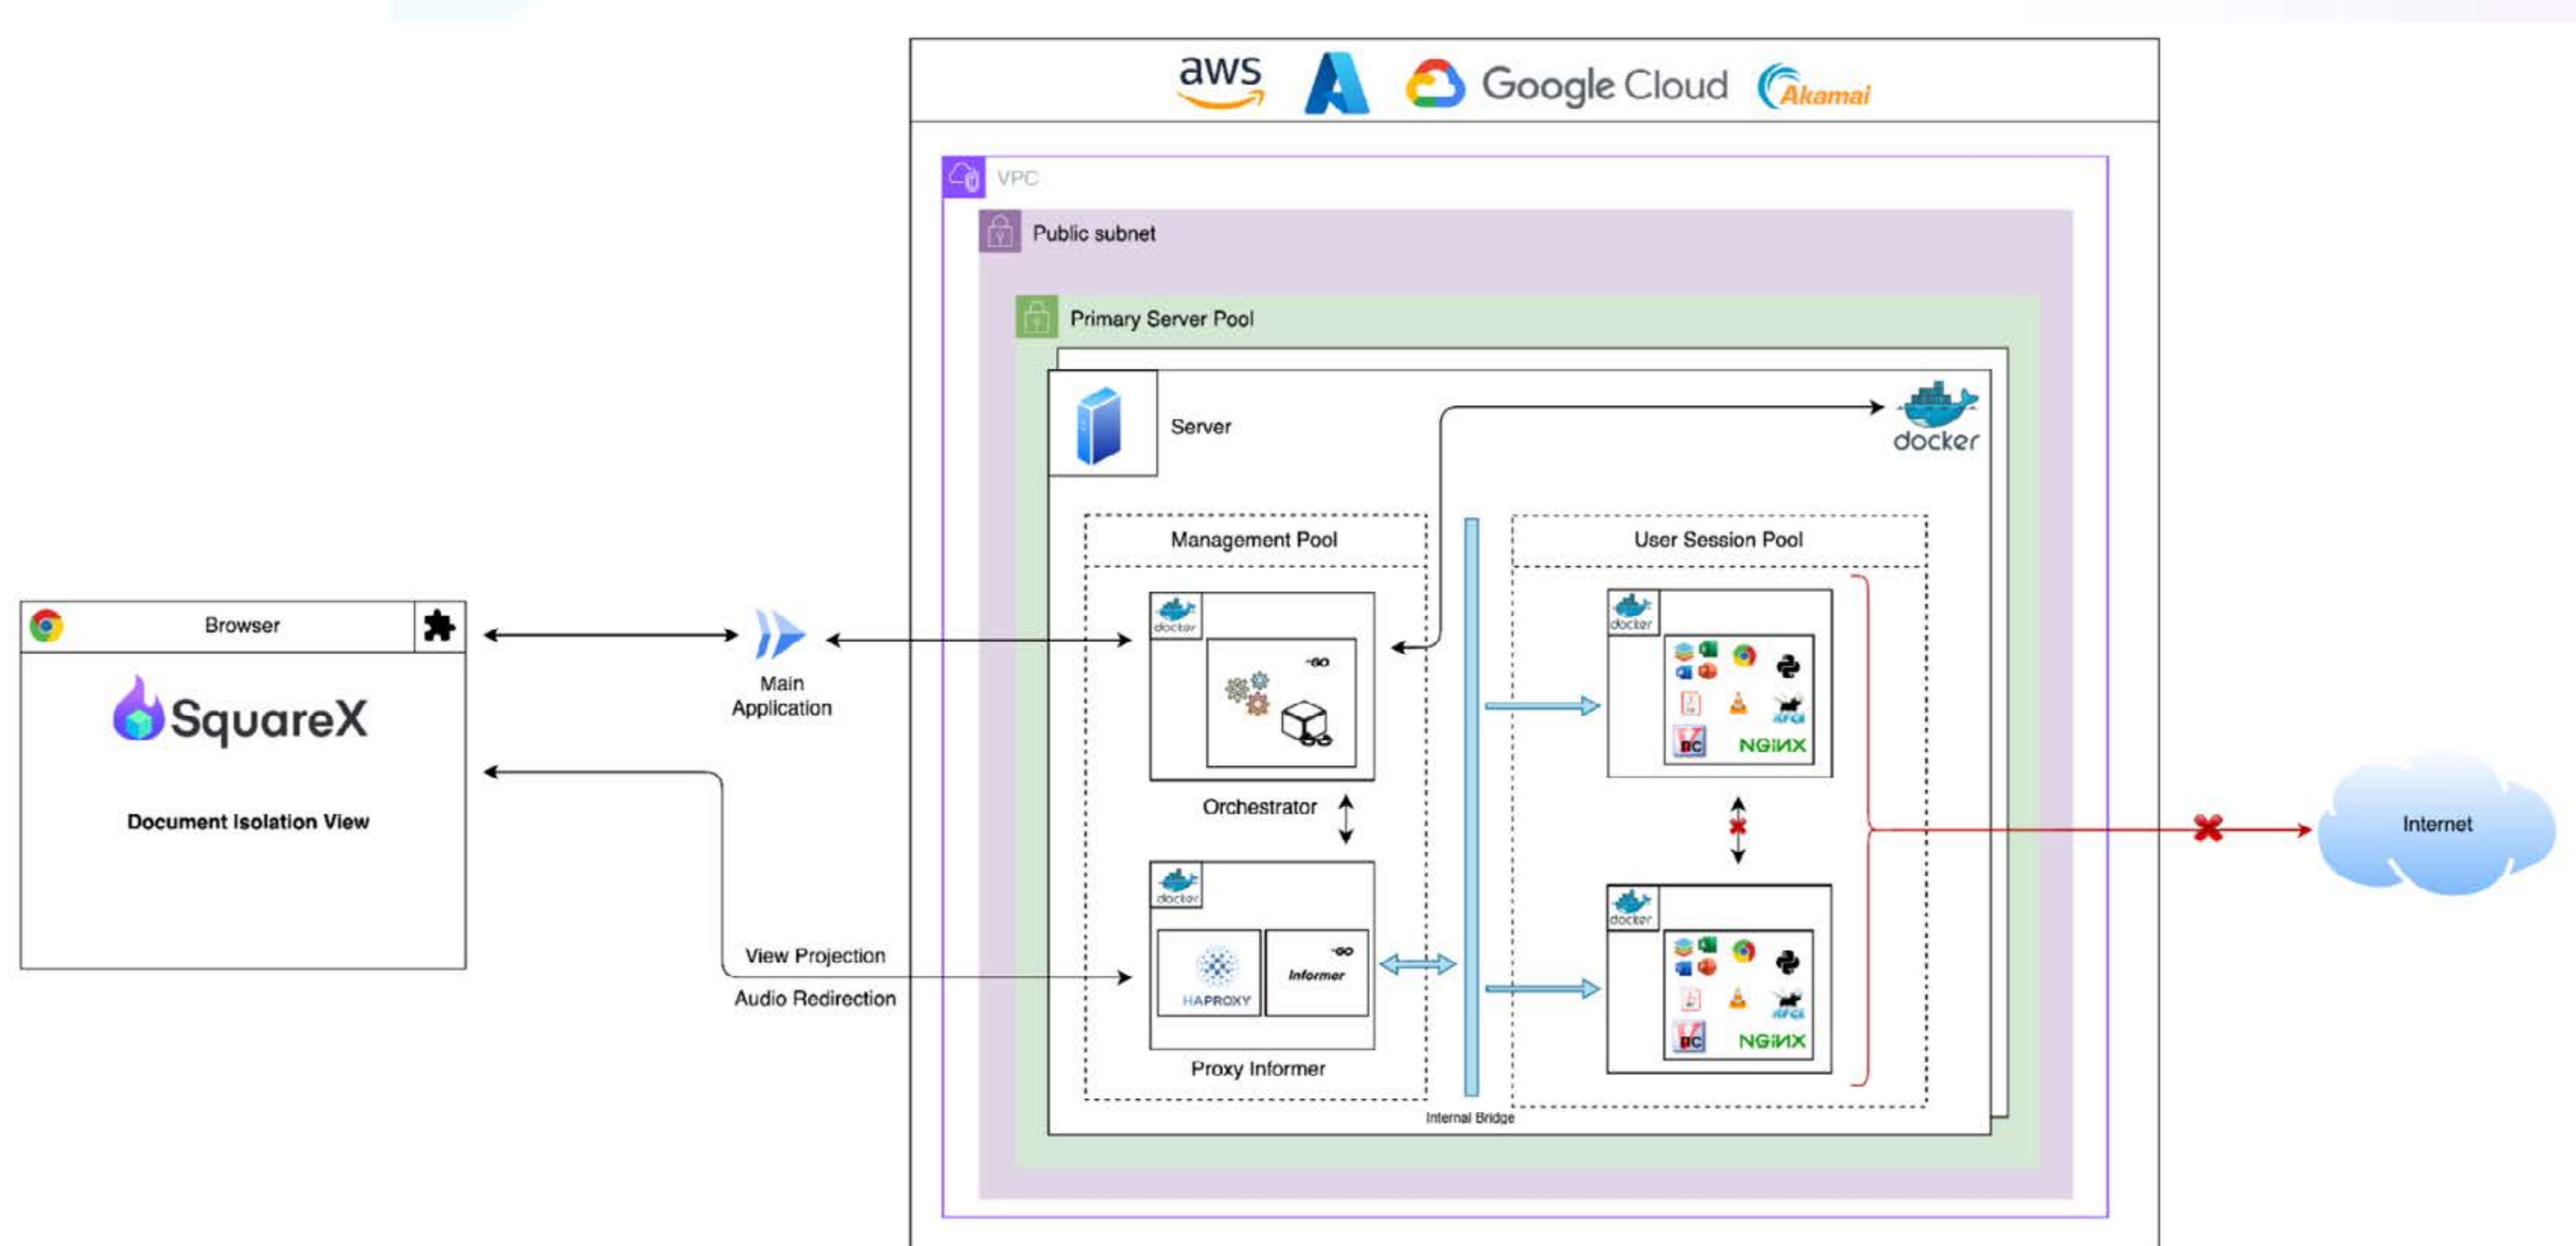 aws
Google Cloud
Akamai
VPC
Public subnet
Primary Server Pool
Server
docker
Management Pool
User Session Pool
Browser
SquareX
Document Isolation View
Main
Application
View Projection
Audio Redirection
docker
GO
Orchestrator
docker
HAPROXY
GO
Informer
Proxy Informer
Internal Bridge
docker
NGINX
docker
NGINX
Internet